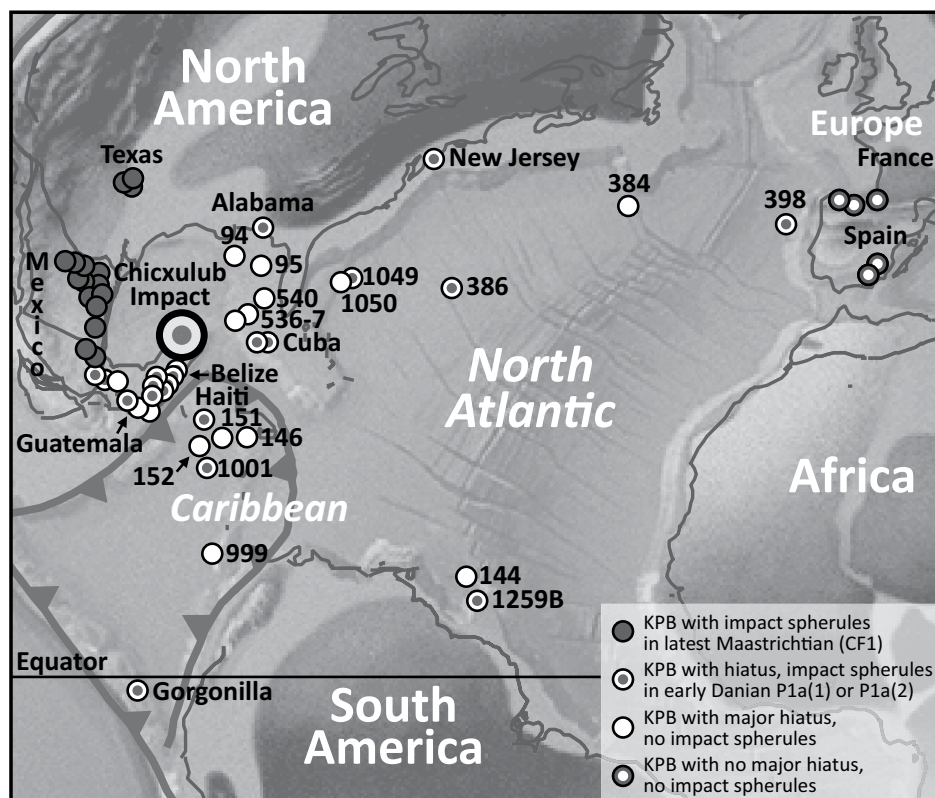 North
America
Texas
New Jersey
Europe
France
384
398
Spain
Alabama
94
95
Mexico
Chicxulub
Impact
1049
1050
386
540
536-7
Cuba
Belize
Haiti
151
146
Guatemala
152
1001
North
Atlantic
Africa
Caribbean
999
144
1259B
Equator
Gorgonilla
South
America
KPB with impact spherules
in latest Maastrichtian (CF1)
KPB with hiatus, impact spherules
in early Danian P1a(1) or P1a(2)
KPB with major hiatus,
no impact spherules
KPB with no major hiatus,
no impact spherules